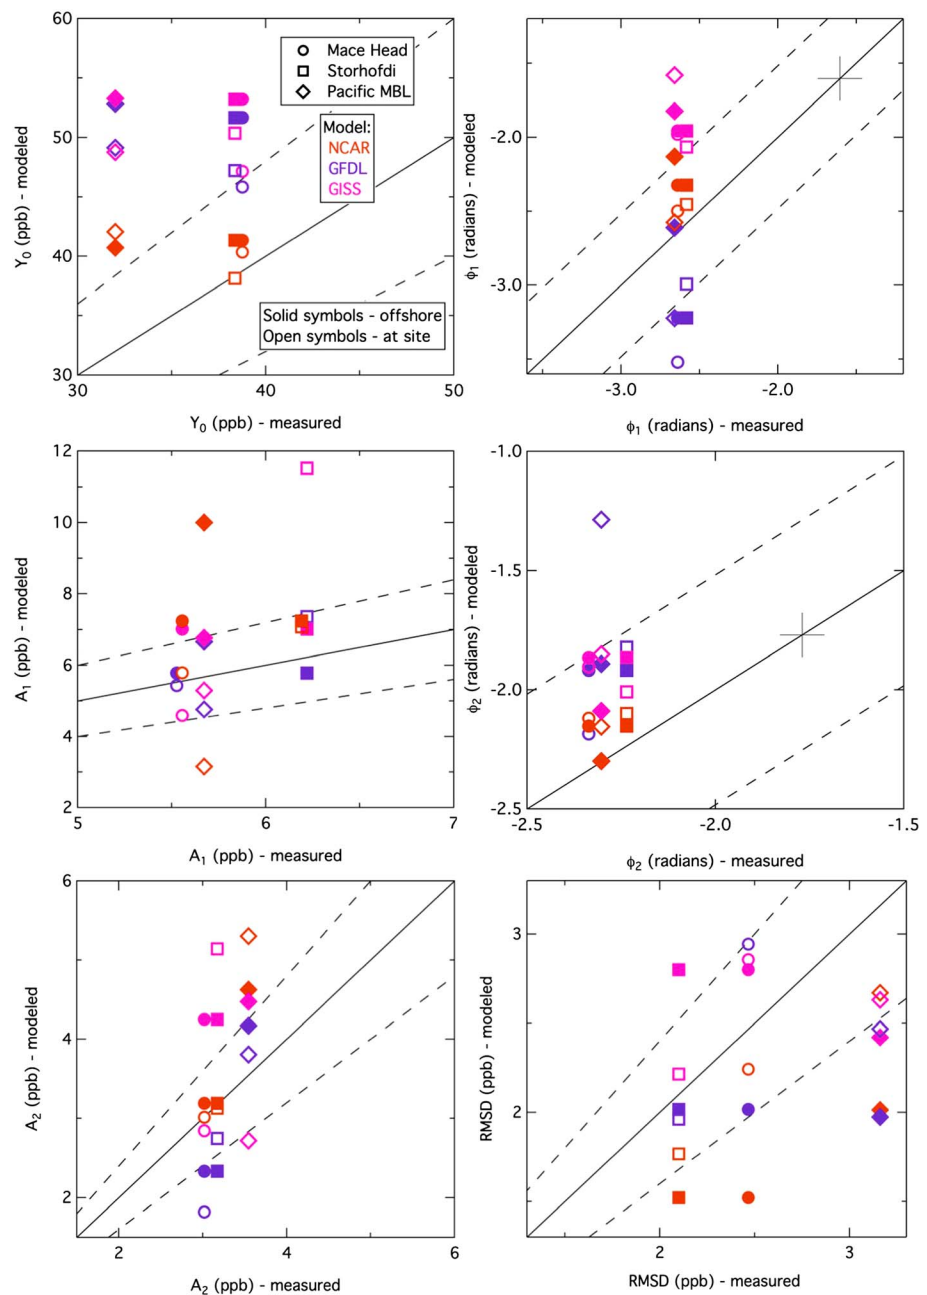 60
50
40
30
Y0 (ppb) - modeled
Mace Head
Storhofdi
Pacific MBL
Model:
NCAR
GFDL
GISS
Solid symbols - offshore
Open symbols - at site
30
40
50
Y0 (ppb) - measured
-2.0
-3.0
ϕ1 (radians) - modeled
-3.0
-2.0
ϕ1 (radians) - measured
12
10
8
6
4
2
A1 (ppb) - modeled
5
6
7
A1 (ppb) - measured
-1.0
-1.5
-2.0
-2.5
ϕ2 (radians) - modeled
-2.5
-2.0
-1.5
ϕ2 (radians) - measured
6
4
2
A2 (ppb) - modeled
2
4
6
A2 (ppb) - measured
3
2
RMSD (ppb) - modeled
2
3
RMSD (ppb) - measured